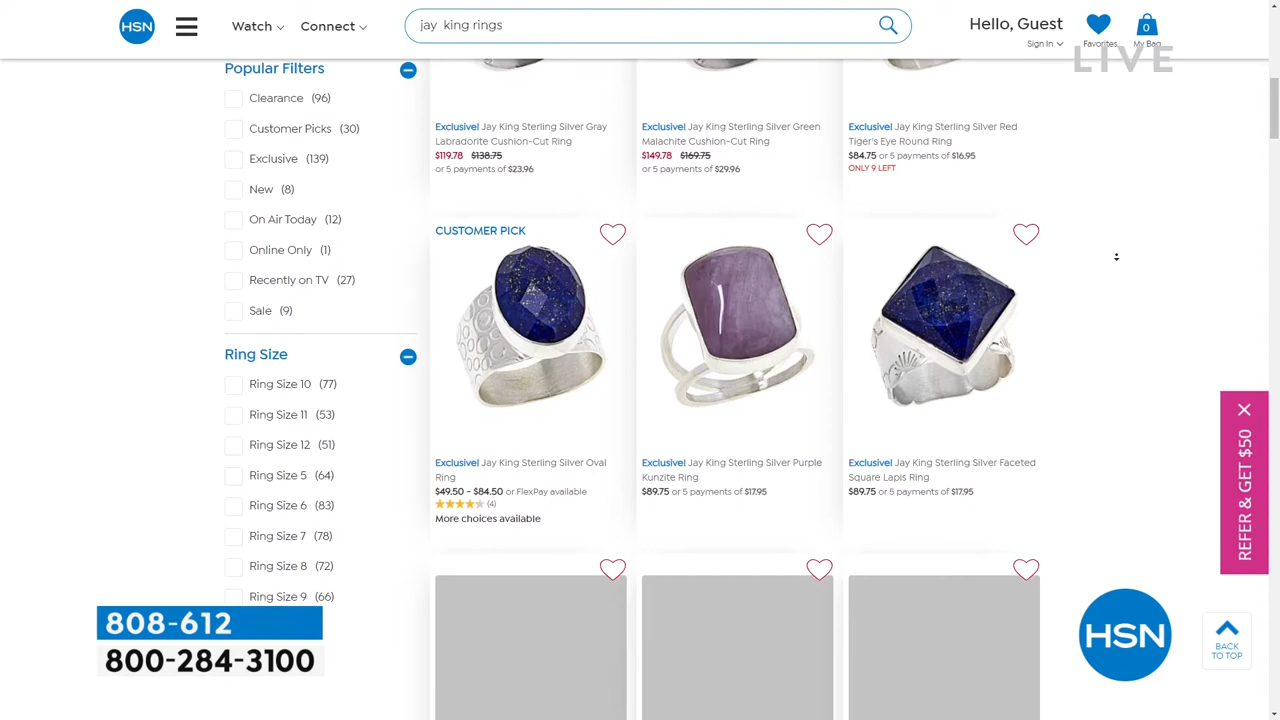 HSN
Watch
Connect
jay king rings
Hello, Guest
Sign In
Favorites
0
My Bag
LIVE
Popular Filters
Clearance (96)
Customer Picks (30)
Exclusive (139)
New (8)
On Air Today (12)
Online Only (1)
Recently on TV (27)
Sale (9)
Ring Size
Ring Size 10 (77)
Ring Size 11 (53)
Ring Size 12 (51)
Ring Size 5 (64)
Ring Size 6 (83)
Ring Size 7 (78)
Ring Size 8 (72)
Ring Size 9 (66)
Exclusive! Jay King Sterling Silver Gray
Labradorite Cushion-Cut Ring
$119.78 $138.75
or 5 payments of $23.96
Exclusive! Jay King Sterling Silver Green
Malachite Cushion-Cut Ring
$149.78 $169.75
or 5 payments of $29.96
Exclusive! Jay King Sterling Silver Red
Tiger's Eye Round Ring
$84.75 or 5 payments of $16.95
ONLY 9 LEFT
CUSTOMER PICK
Exclusive! Jay King Sterling Silver Oval
Ring
$49.50 - $84.50 or FlexPay available
(4)
More choices available
Exclusive! Jay King Sterling Silver Purple
Kunzite Ring
$89.75 or 5 payments of $17.95
Exclusive! Jay King Sterling Silver Faceted
Square Lapis Ring
$89.75 or 5 payments of $17.95
REFER & GET $50
808-612
800-284-3100
HSN
BACK
TO TOP